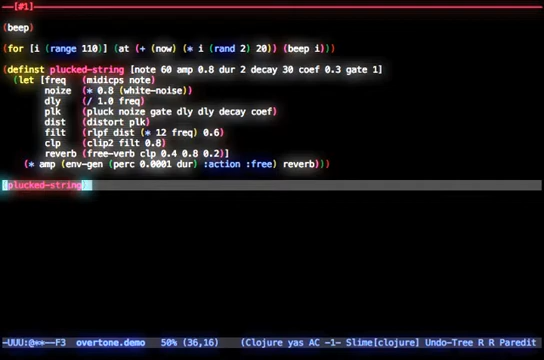 [#1]
(beep)
(for [i (range 110)] (at (+ (now) (* i (rand 2) 20)) (beep i)))
(definst plucked-string [note 60 amp 0.8 dur 2 decay 30 coef 0.3 gate 1]
(let [freq (midicps note)
noize (* 0.8 (white-noise))
dly (/ 1.0 freq)
plk (pluck noize gate dly dly decay coef)
dist (distort plk)
filt (rlpf dist (* 12 freq) 0.6)
clp (clip2 filt 0.8)
reverb (free-verb clp 0.4 0.8 0.2)]
(* amp (env-gen (perc 0.0001 dur) :action :free) reverb)))
(plucked-string)
-UUU:@**--F3 overtone.demo 50% (36,16) (Clojure yas AC -1- Slime[clojure] Undo-Tree R R Paredit